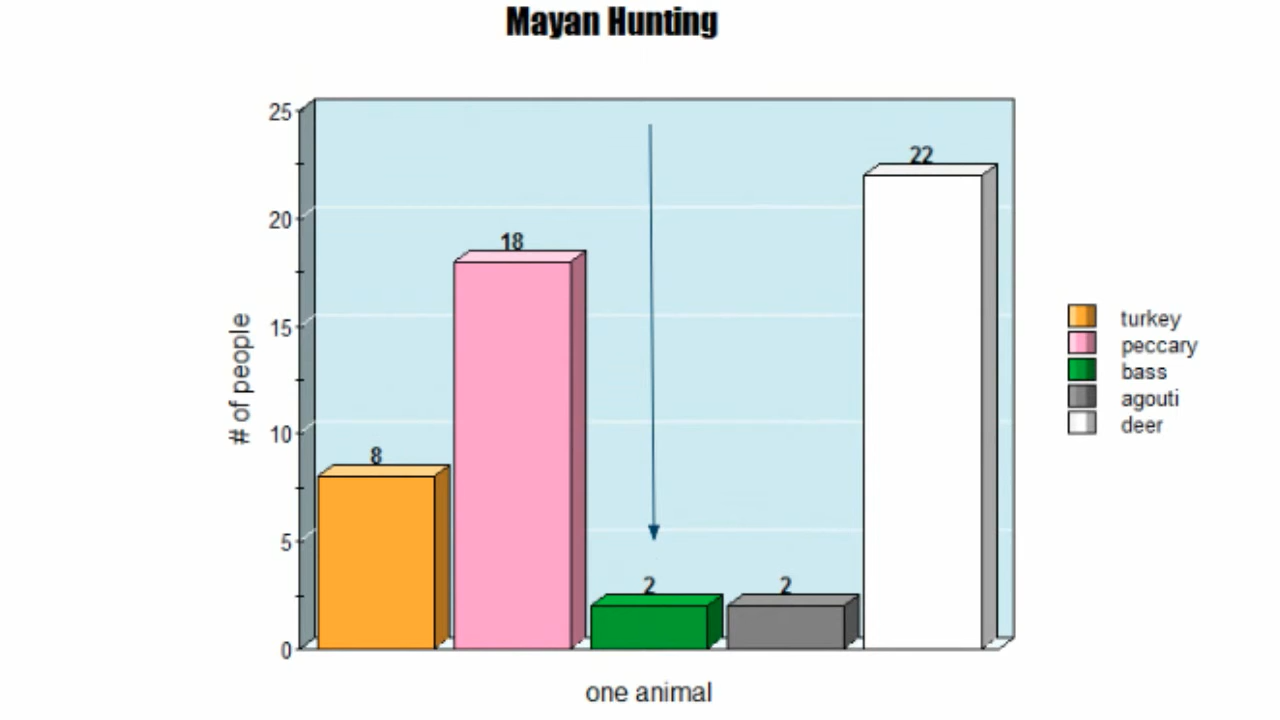 Mayan Hunting
25
20
15
10
5
0
# of people
8
18
2
2
22
one animal
turkey
peccary
bass
agouti
deer